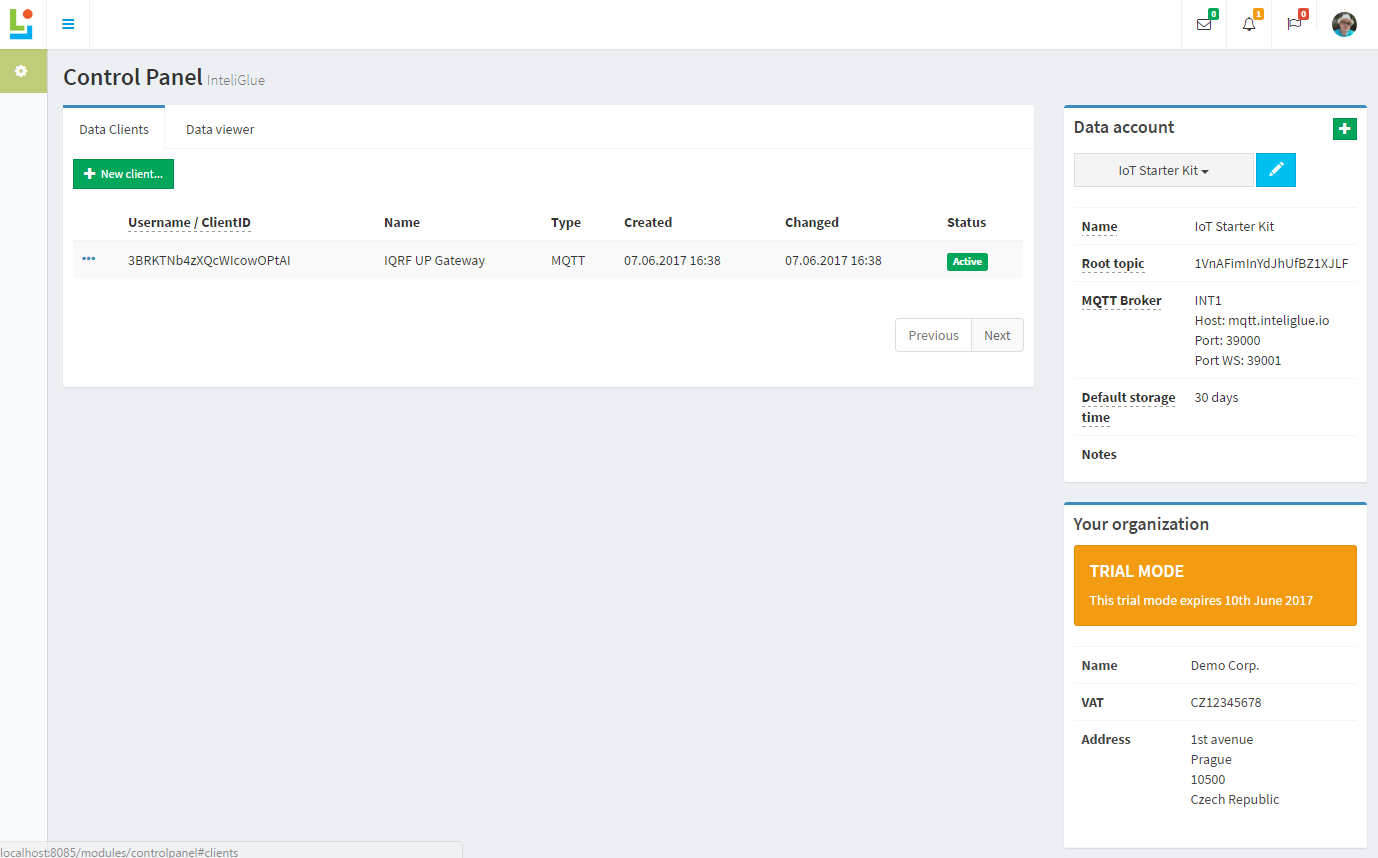 0
1
0
Control Panel InteliGlue
Data Clients
Data viewer
New client...
Username / ClientID Name Type Created Changed Status
3BRKTNb4zXQcWIcowOPtAI IQRF UP Gateway MQTT 07.06.2017 16:38 07.06.2017 16:38 Active
Previous Next
Data account
IoT Starter Kit
Name IoT Starter Kit
Root topic 1VnAFimInYdJhUfBZ1XJLF
MQTT Broker INT1
Host: mqtt.inteliglue.io
Port: 39000
Port WS: 39001
Default storage 30 days
time
Notes
Your organization
TRIAL MODE
This trial mode expires 10th June 2017
Name Demo Corp.
VAT CZ12345678
Address 1st avenue
Prague
10500
Czech Republic
localhost:8085/modules/controlpanel#clients